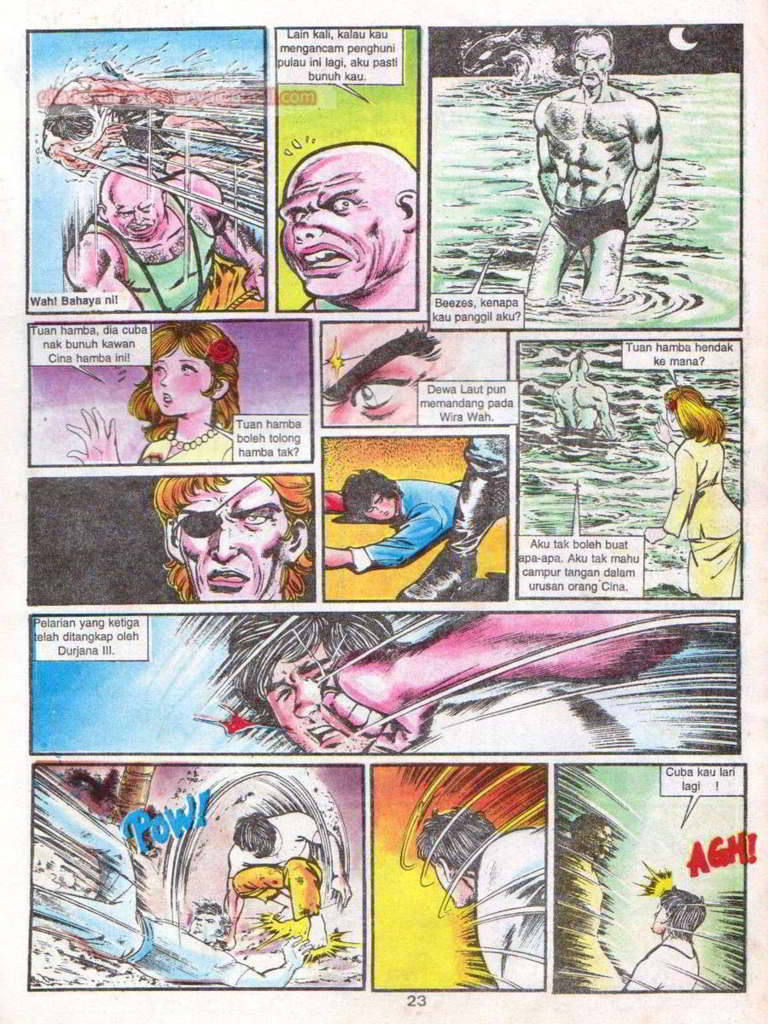 Wah! Bahaya ni!
Lain kali, kalau kau
mengancam penghuni
pulau ini lagi, aku pasti
bunuh kau.
Beezes, kenapa
kau panggil aku?
Tuan hamba, dia cuba
nak bunuh kawan
Cina hamba ini!
Tuan hamba
boleh tolong
hamba tak?
Dewa Laut pun
memandang pada
Wira Wah.
Tuan hamba hendak
ke mana?
Aku tak boleh buat
apa-apa. Aku tak mahu
campur tangan dalam
urusan orang Cina.
Pelarian yang ketiga
telah ditangkap oleh
Durjana III.
POW!
Cuba kau lari
lagi !
AGH!
23